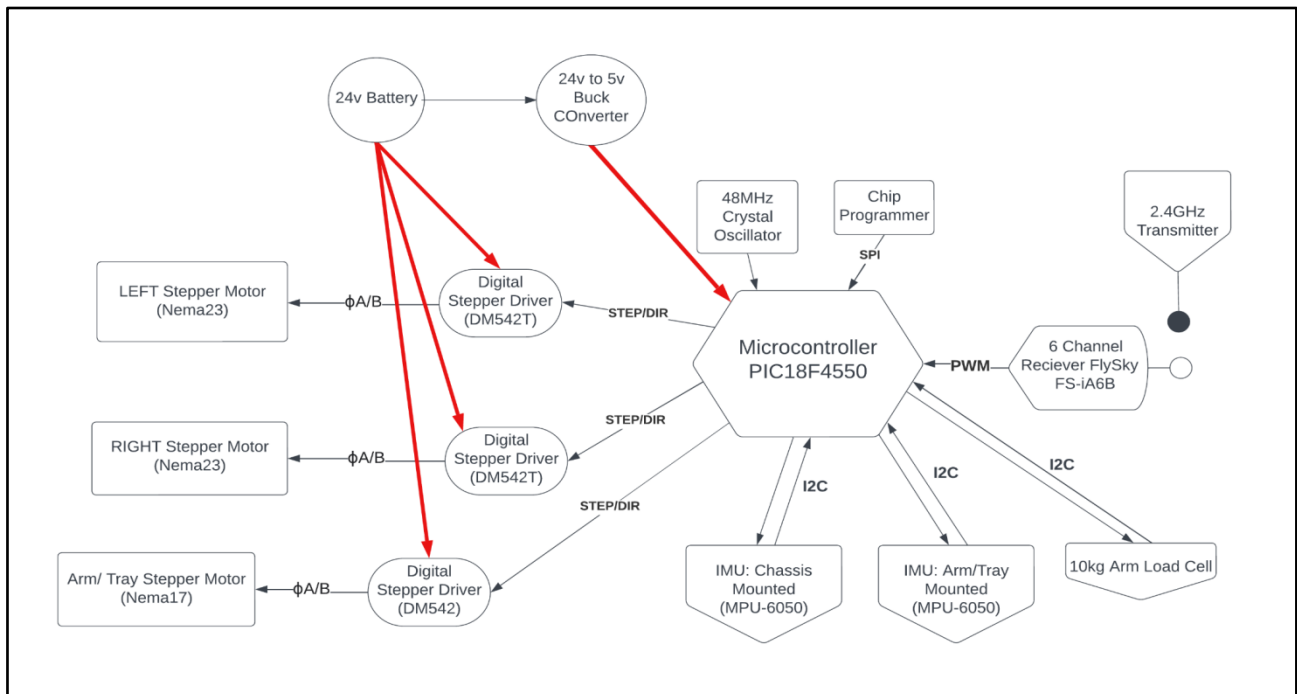 24v Battery
24v to 5v
Buck
COnverter
48MHz
Crystal
Oscillator
Chip
Programmer
2.4GHz
Transmitter
SPI
LEFT Stepper Motor
(Nema23)
ϕA/B
Digital
Stepper Driver
(DM542T)
STEP/DIR
Microcontroller
PIC18F4550
PWM
6 Channel
Reciever FlySky
FS-iA6B
RIGHT Stepper Motor
(Nema23)
ϕA/B
Digital
Stepper Driver
(DM542T)
STEP/DIR
STEP/DIR
I2C
I2C
I2C
Arm/ Tray Stepper Motor
(Nema17)
ϕA/B
Digital
Stepper Driver
(DM542)
IMU: Chassis
Mounted
(MPU-6050)
IMU: Arm/Tray
Mounted
(MPU-6050)
10kg Arm Load Cell